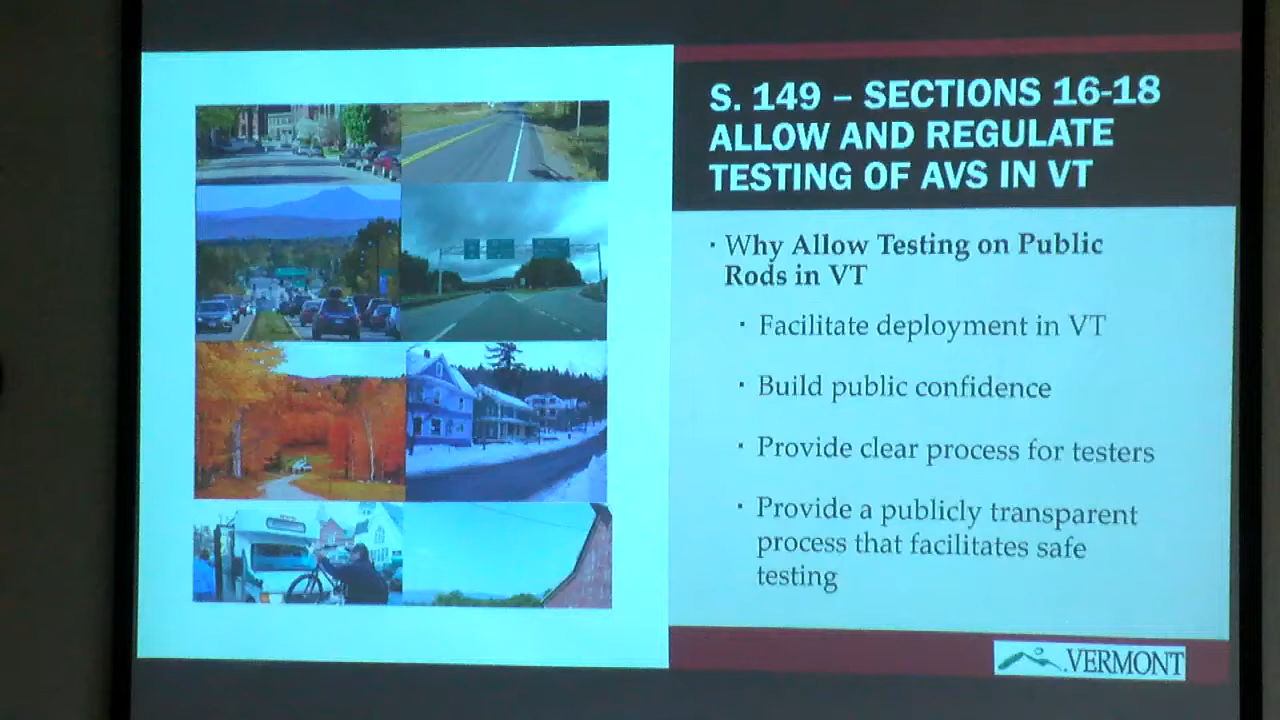 S. 149 – SECTIONS 16-18
ALLOW AND REGULATE
TESTING OF AVS IN VT
· Why Allow Testing on Public
Rods in VT
· Facilitate deployment in VT
· Build public confidence
· Provide clear process for testers
· Provide a publicly transparent
process that facilitates safe
testing
VERMONT